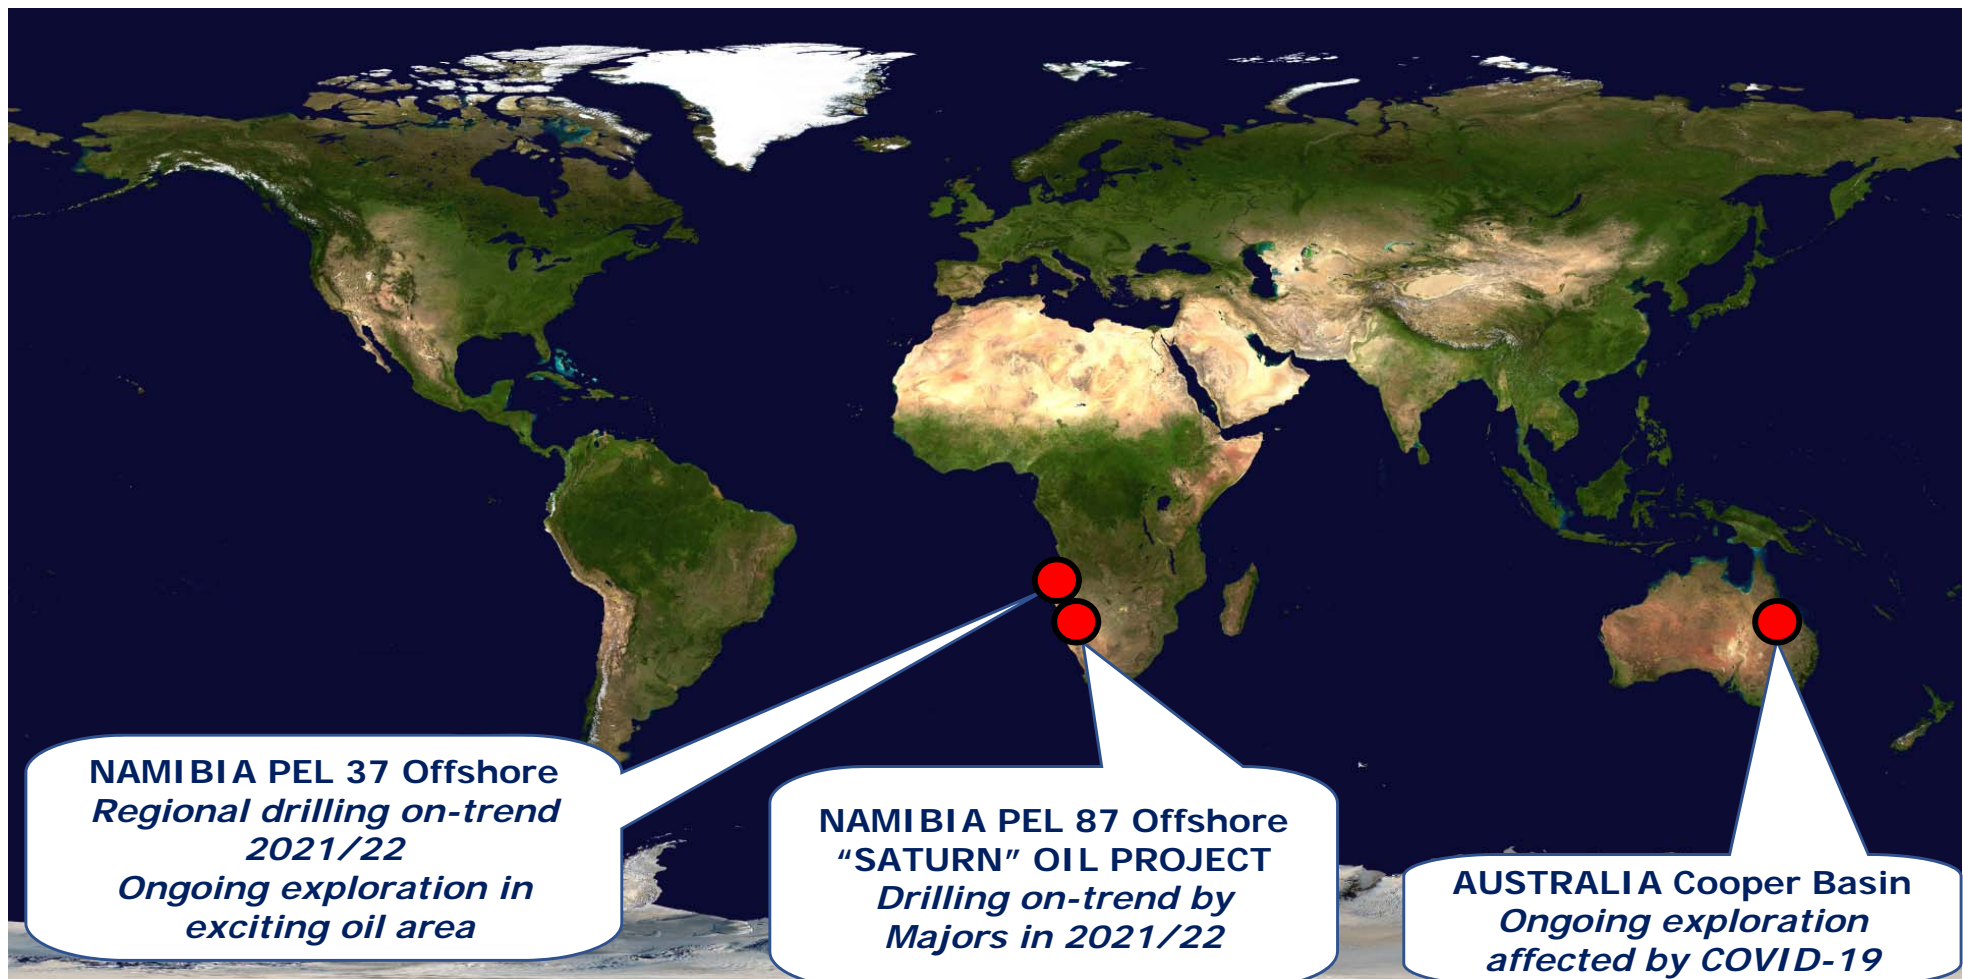 NAMIBIA PEL 37 Offshore
Regional drilling on-trend
2021/22
Ongoing exploration in
exciting oil area
NAMIBIA PEL 87 Offshore
“SATURN” OIL PROJECT
Drilling on-trend by
Majors in 2021/22
AUSTRALIA Cooper Basin
Ongoing exploration
affected by COVID-19